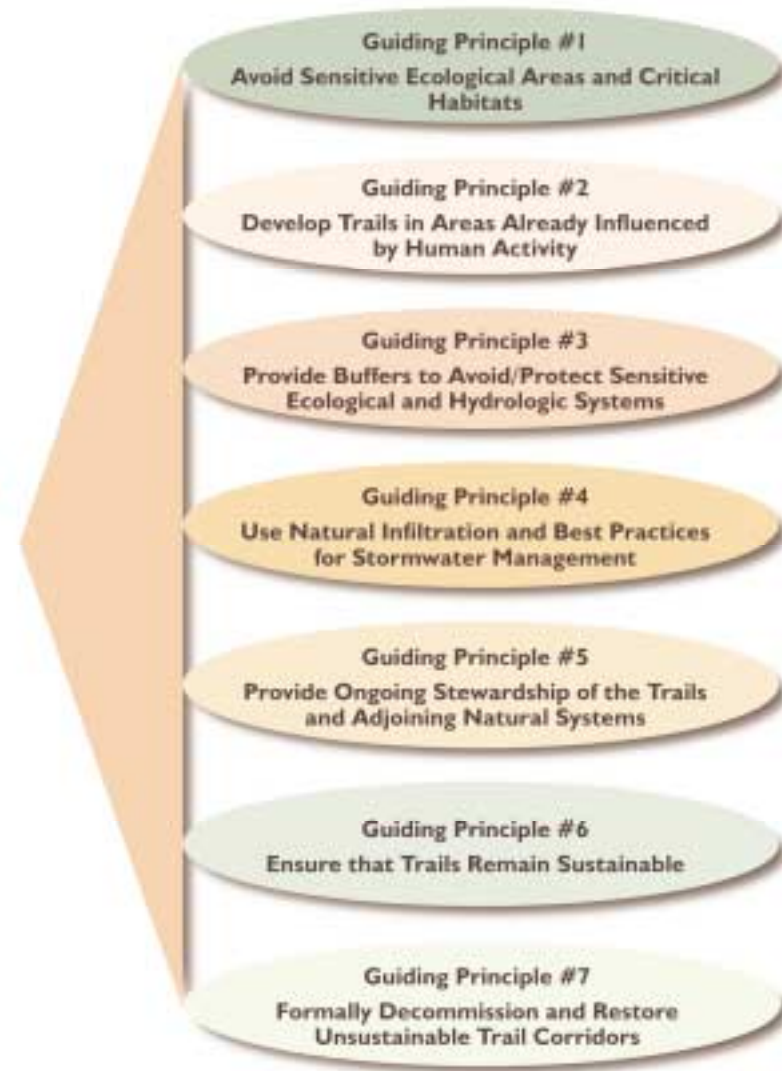 Guiding Principle #1
Avoid Sensitive Ecological Areas and Critical
Habitats
Guiding Principle #2
Develop Trails in Areas Already Influenced
by Human Activity
Guiding Principle #3
Provide Buffers to Avoid/Protect Sensitive
Ecological and Hydrologic Systems
Guiding Principle #4
Use Natural Infiltration and Best Practices
for Stormwater Management
Guiding Principle #5
Provide Ongoing Stewardship of the Trails
and Adjoining Natural Systems
Guiding Principle #6
Ensure that Trails Remain Sustainable
Guiding Principle #7
Formally Decommission and Restore
Unsustainable Trail Corridors